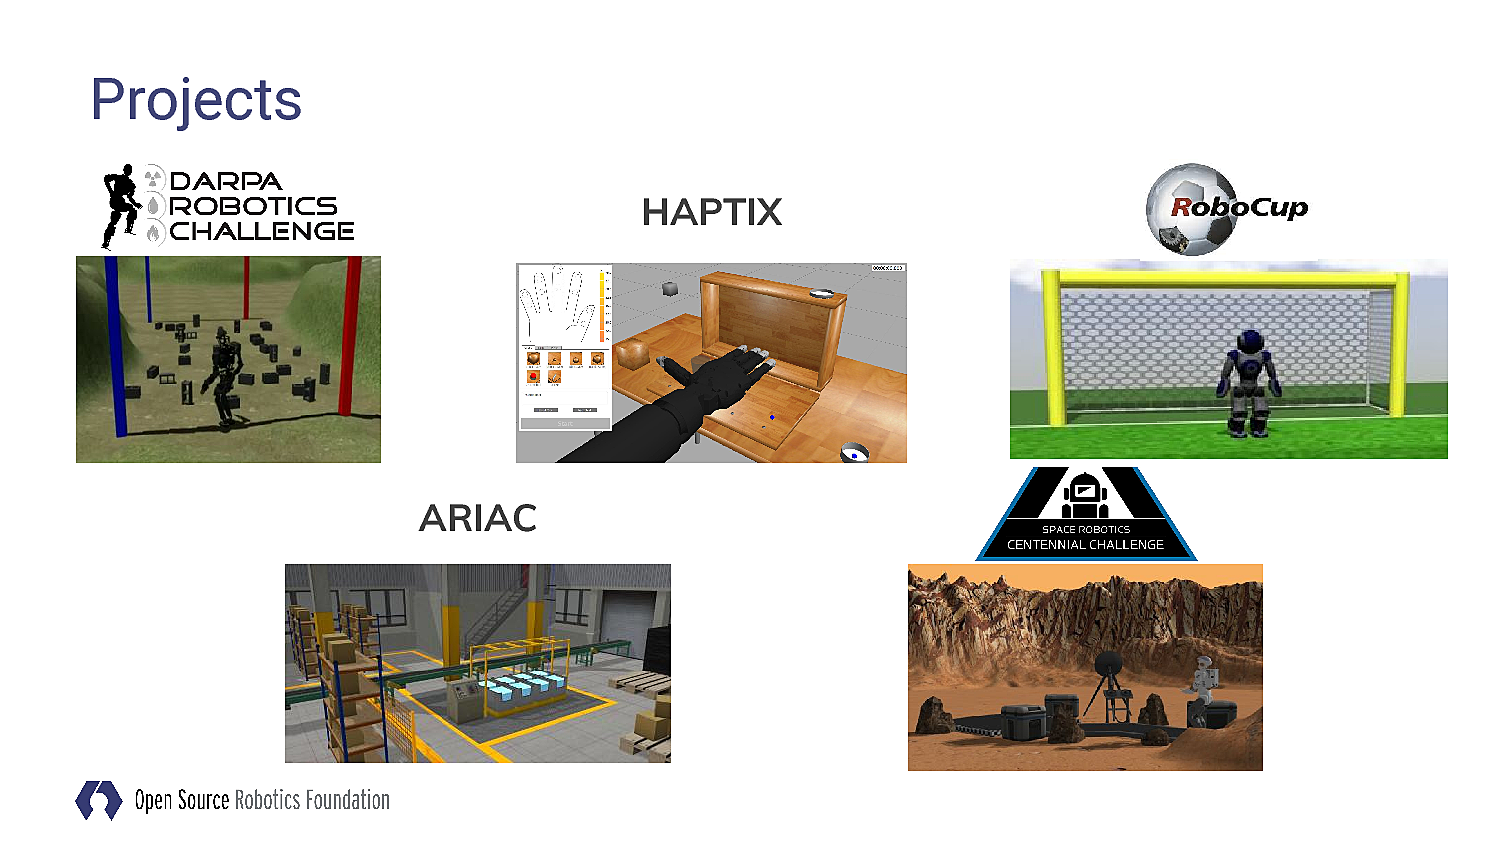 Projects
DARPA
ROBOTICS
CHALLENGE
HAPTIX
RoboCup
ARIAC
SPACE ROBOTICS
CENTENNIAL CHALLENGE
Open Source Robotics Foundation